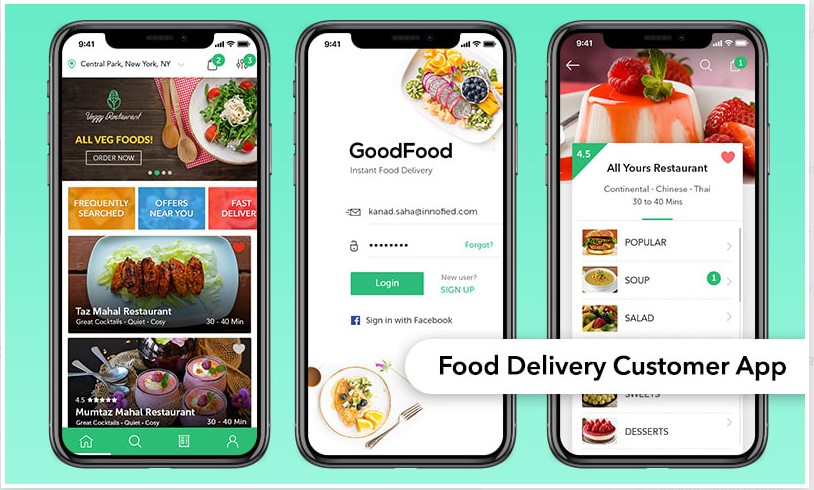 9:41
Central Park, New York, NY
2
3
Veggy Restaurant
ALL VEG FOODS!
ORDER NOW
FREQUENTLY
SEARCHED
OFFERS
NEAR YOU
FAST
DELIVER
Taz Mahal Restaurant
Great Cocktails • Quiet • Cosy
30 - 40 Min
4.5
Mumtaz Mahal Restaurant
Great Cocktails • Quiet • Cosy
30 - 40 Min
9:41
GoodFood
Instant Food Delivery
kanad.saha@innofied.com
Forgot?
Login
New user?
SIGN UP
Sign in with Facebook
9:41
1
4.5
All Yours Restaurant
Continental • Chinese • Thai
30 to 40 Mins
POPULAR
SOUP
1
SALAD
Food Delivery Customer App
SWEETS
DESSERTS